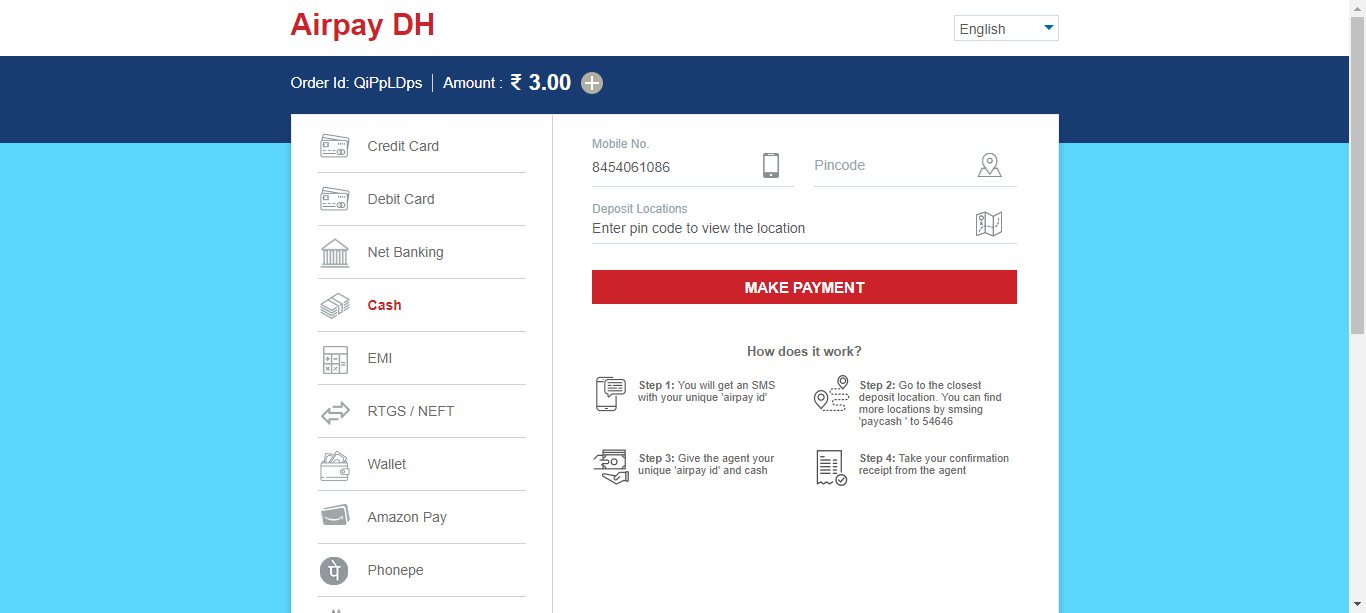 Airpay DH
English
Order Id: QiPpLDps
Amount : ₹ 3.00
Credit Card
Debit Card
Net Banking
Cash
EMI
RTGS / NEFT
Wallet
Amazon Pay
पे
Phonepe
Mobile No.
8454061086
Pincode
Deposit Locations
Enter pin code to view the location
MAKE PAYMENT
How does it work?
Step 1: You will get an SMS
with your unique 'airpay id'
Step 2: Go to the closest
deposit location. You can find
more locations by smsing
'paycash ' to 54646
Step 3: Give the agent your
unique 'airpay id' and cash
Step 4: Take your confirmation
receipt from the agent